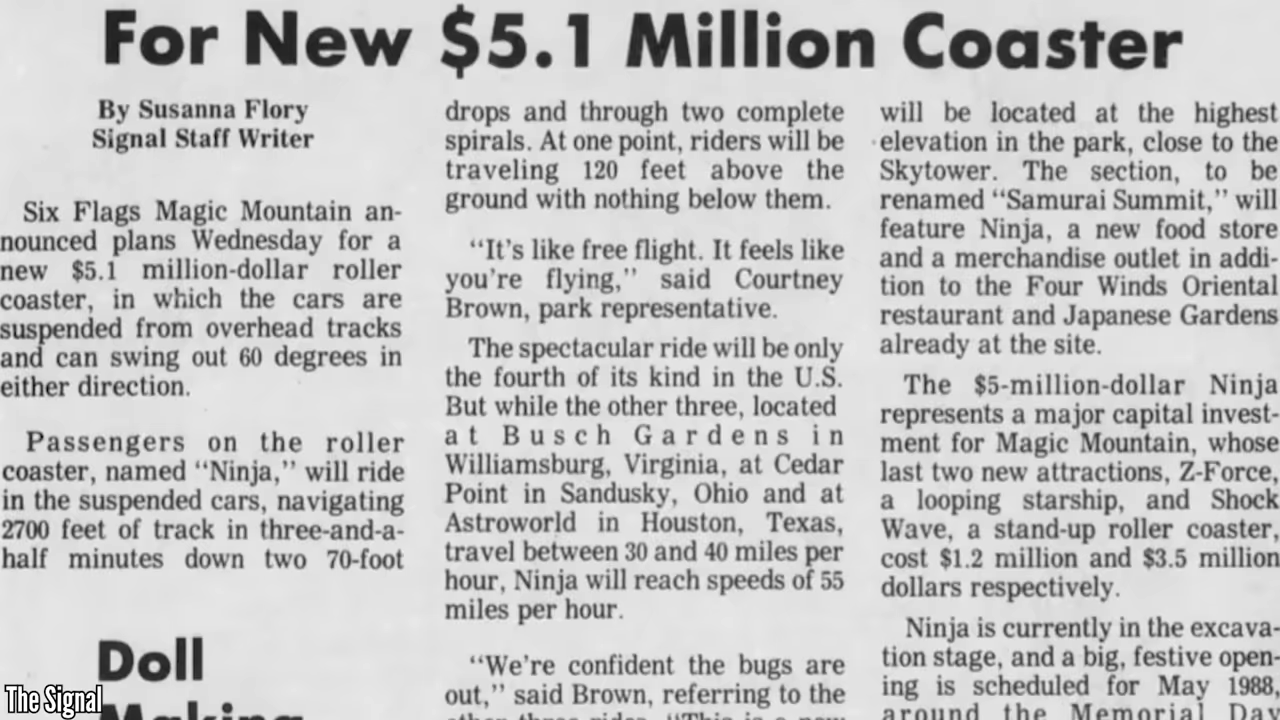 For New $5.1 Million Coaster
By Susanna Flory
Signal Staff Writer
Six Flags Magic Mountain an-
nounced plans Wednesday for a
new $5.1 million-dollar roller
coaster, in which the cars are
suspended from overhead tracks
and can swing out 60 degrees in
either direction.
Passengers on the roller
coaster, named "Ninja," will ride
in the suspended cars, navigating
2700 feet of track in three-and-a-
half minutes down two 70-foot
drops and through two complete
spirals. At one point, riders will be
traveling 120 feet above the
ground with nothing below them.
"It's like free flight. It feels like
you're flying," said Courtney
Brown, park representative.
The spectacular ride will be only
the fourth of its kind in the U.S.
But while the other three, located
at Busch Gardens in
Williamsburg, Virginia, at Cedar
Point in Sandusky, Ohio and at
Astroworld in Houston, Texas,
travel between 30 and 40 miles per
hour, Ninja will reach speeds of 55
miles per hour.
"We're confident the bugs are
out," said Brown, referring to the
other three rides. "This is a new
will be located at the highest
elevation in the park, close to the
Skytower. The section, to be
renamed "Samurai Summit," will
feature Ninja, a new food store
and a merchandise outlet in addi-
tion to the Four Winds Oriental
restaurant and Japanese Gardens
already at the site.
The $5-million-dollar Ninja
represents a major capital invest-
ment for Magic Mountain, whose
last two new attractions, Z-Force,
a looping starship, and Shock
Wave, a stand-up roller coaster,
cost $1.2 million and $3.5 million
dollars respectively.
Ninja is currently in the excava-
tion stage, and a big, festive open-
ing is scheduled for May 1988,
around the Memorial Day
Doll
Making
The Signal